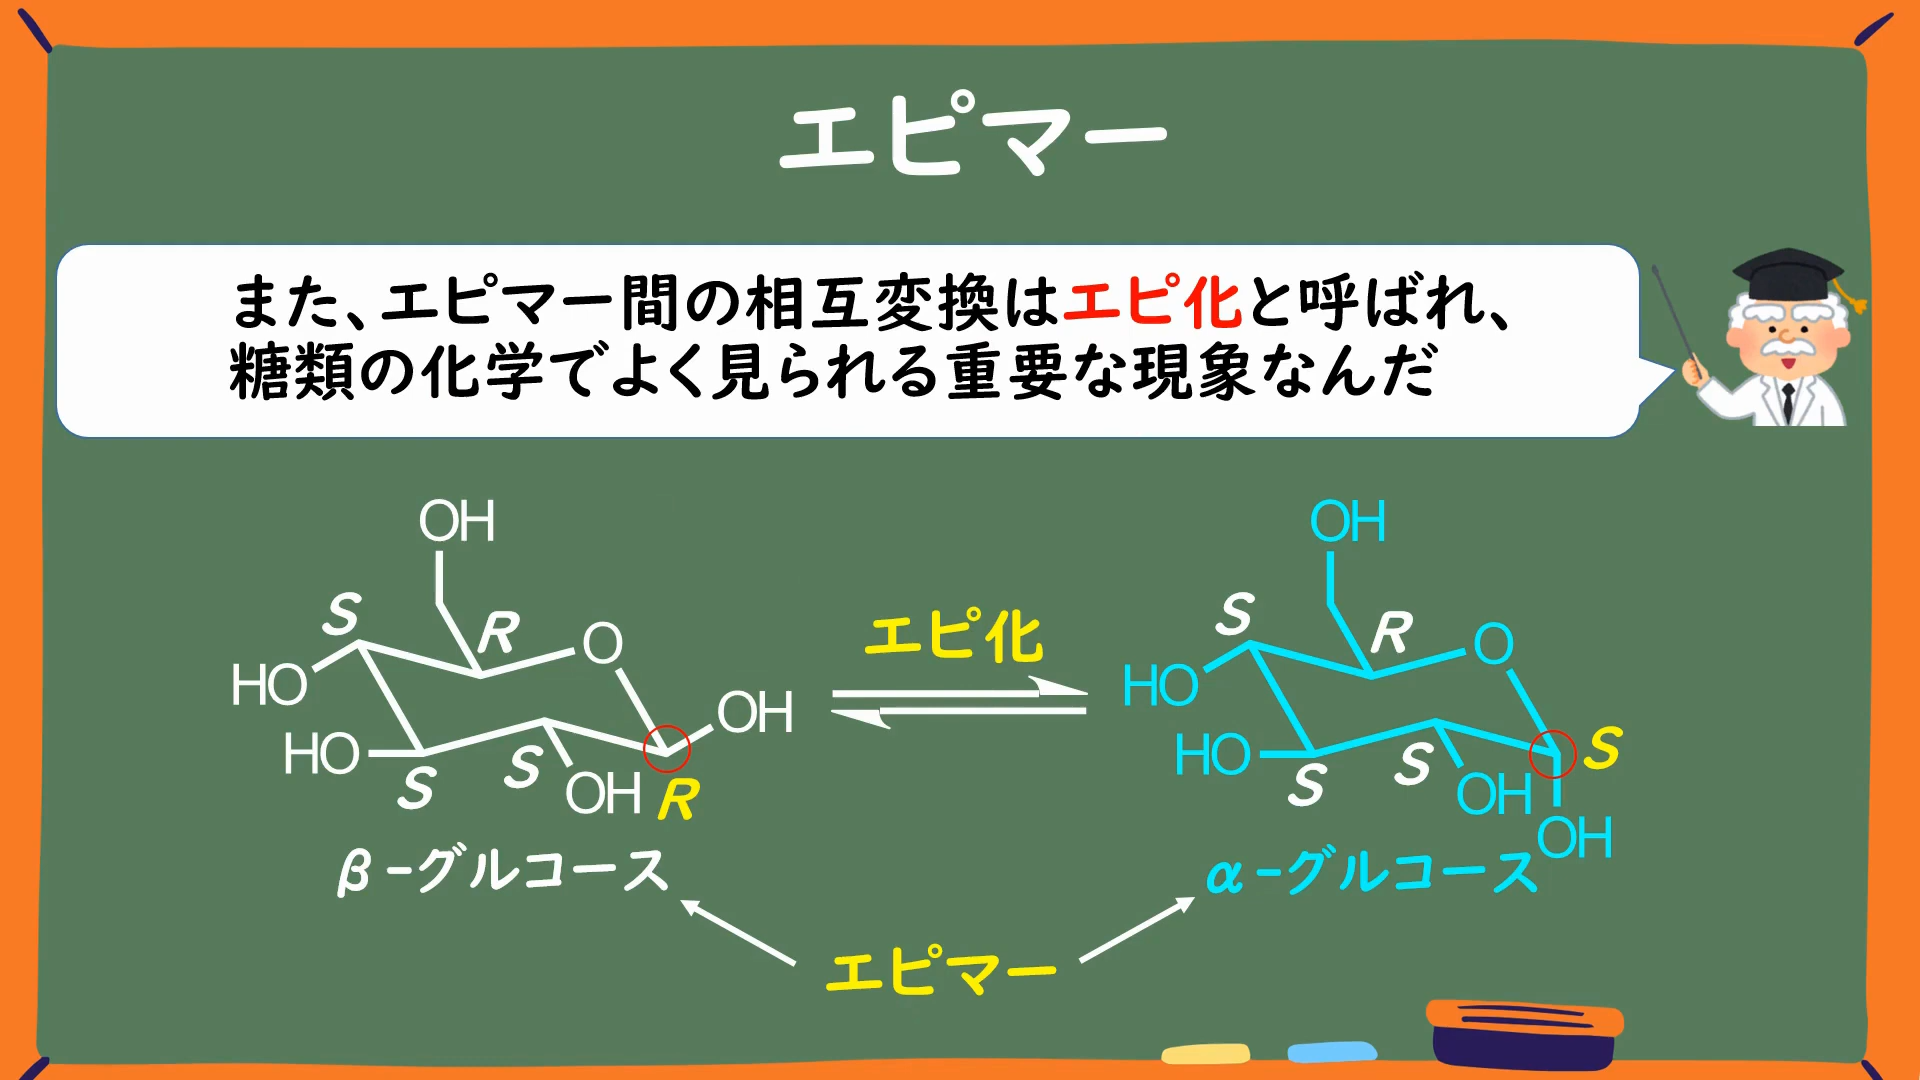 エピマー
また、エピマー間の相互変換はエピ化と呼ばれ、
糖類の化学でよく見られる重要な現象なんだ
OH
S
R
O
HO
OH
HO
S
S
OH
R
β-グルコース
エピ化
OH
S
R
O
HO
S
HO
S
S
OH
OH
α-グルコース
エピマー